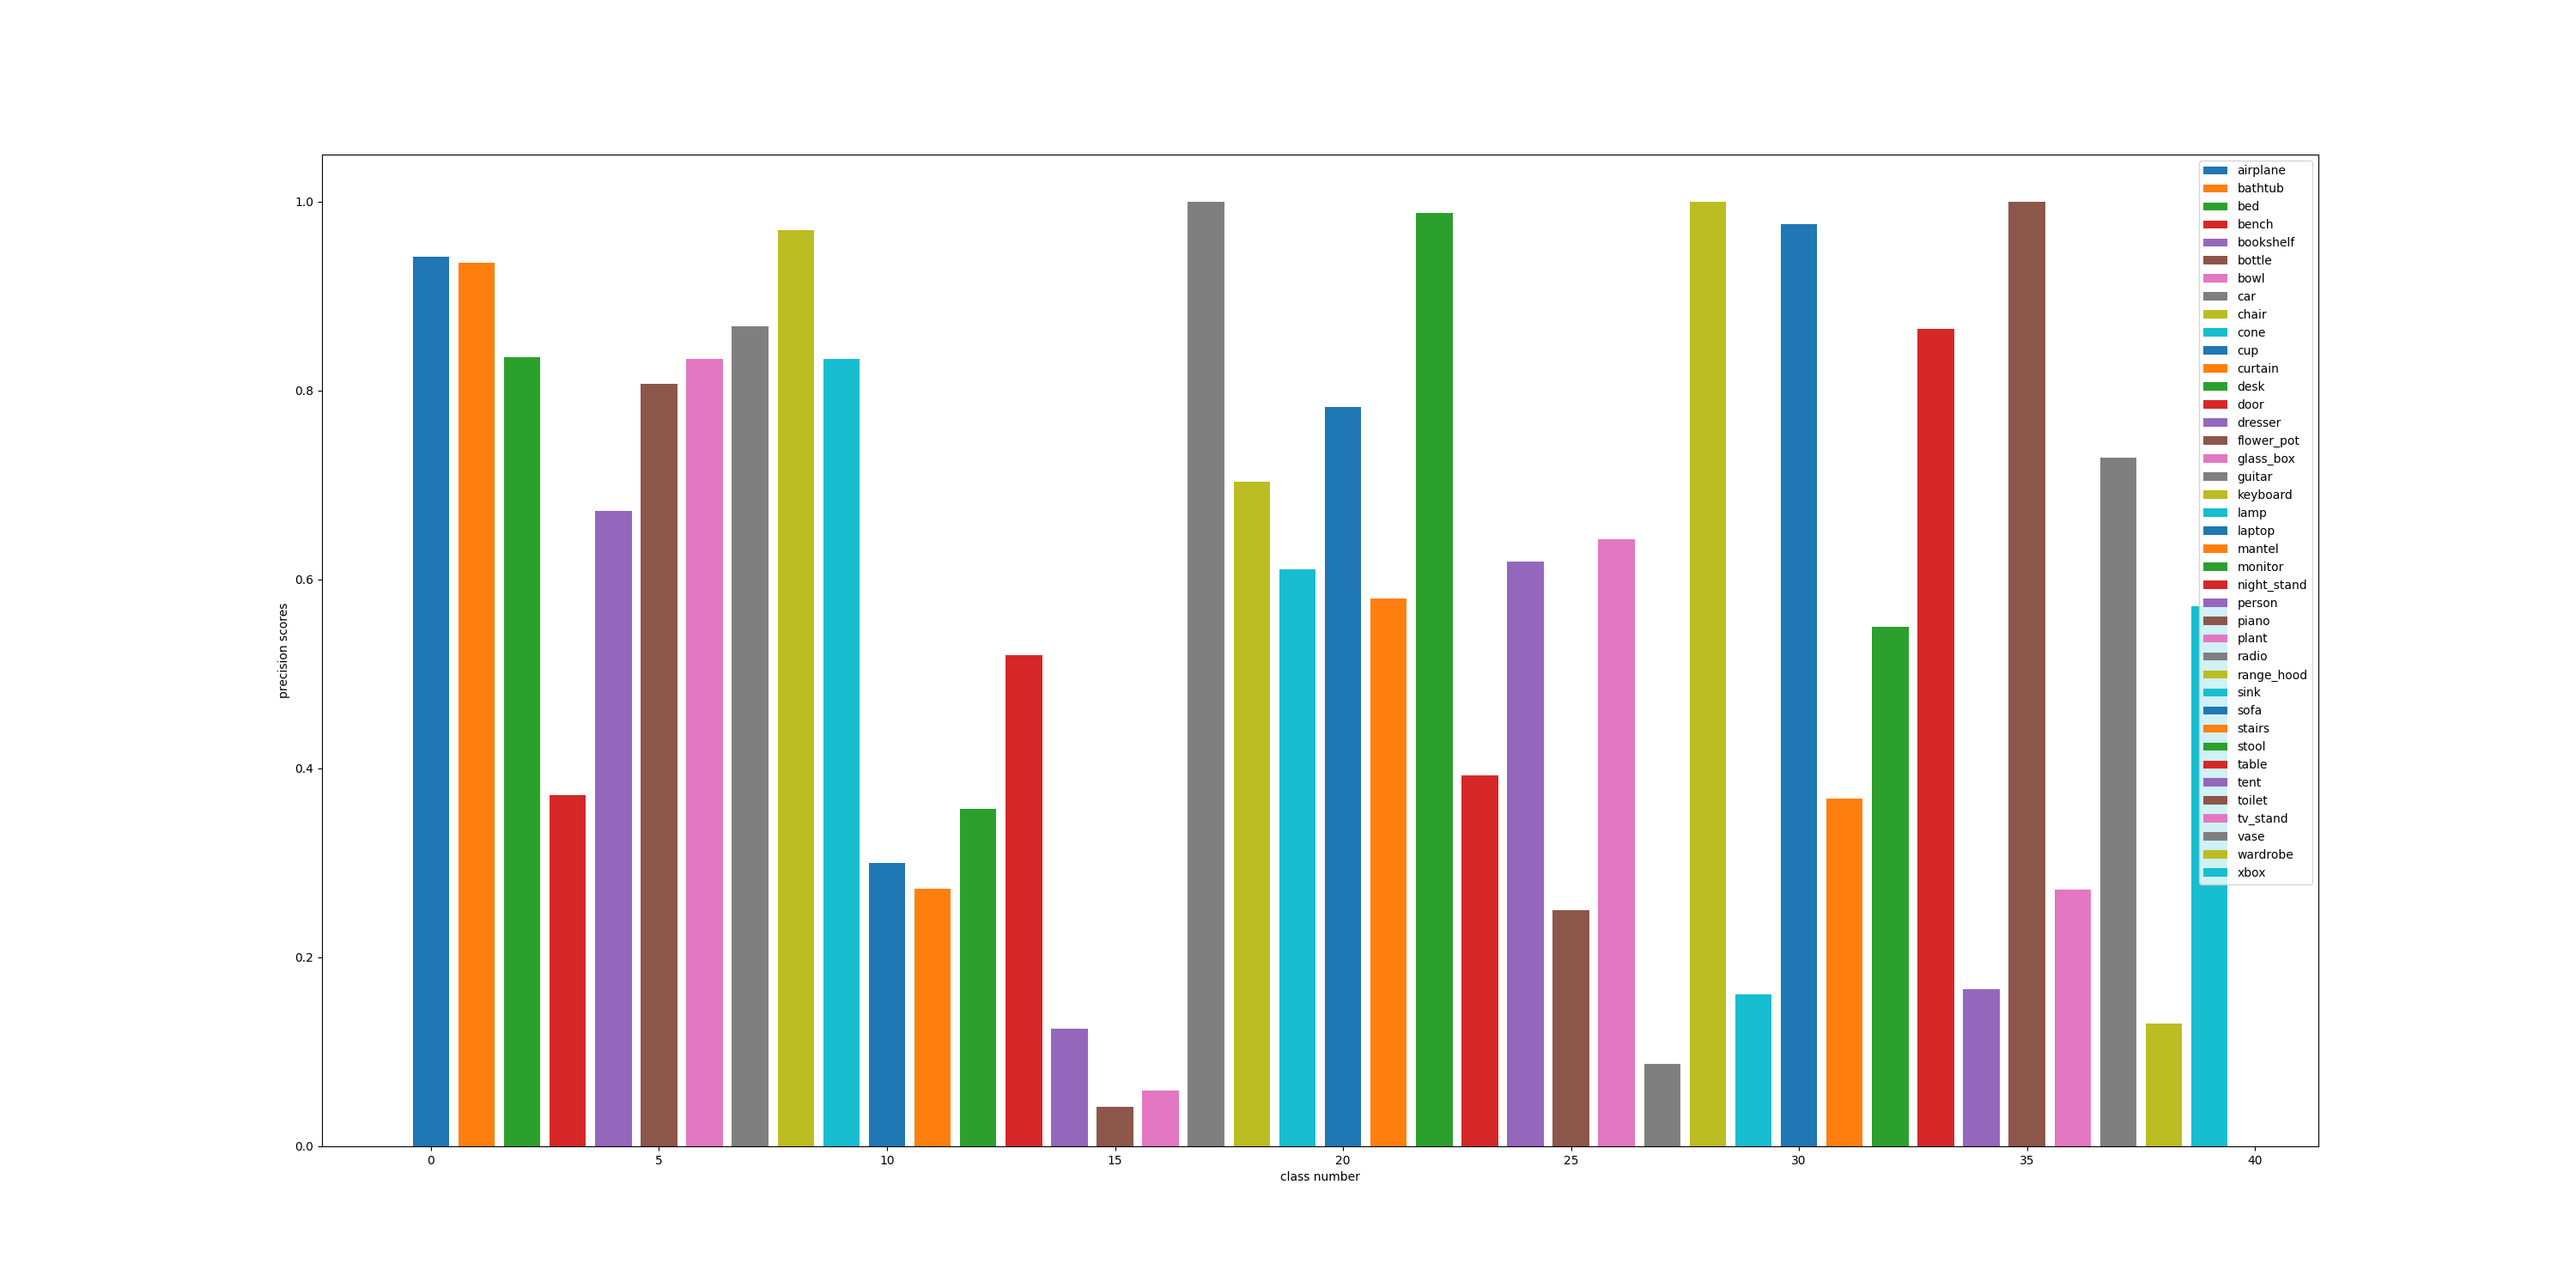 1.0
0.8
0.6
0.4
0.2
0.0
precision scores
0 5 10 15 20 25 30 35 40
class number
airplane
bathtub
bed
bench
bookshelf
bottle
bowl
car
chair
cone
cup
curtain
desk
door
dresser
flower_pot
glass_box
guitar
keyboard
lamp
laptop
mantel
monitor
night_stand
person
piano
plant
radio
range_hood
sink
sofa
stairs
stool
table
tent
toilet
tv_stand
vase
wardrobe
xbox